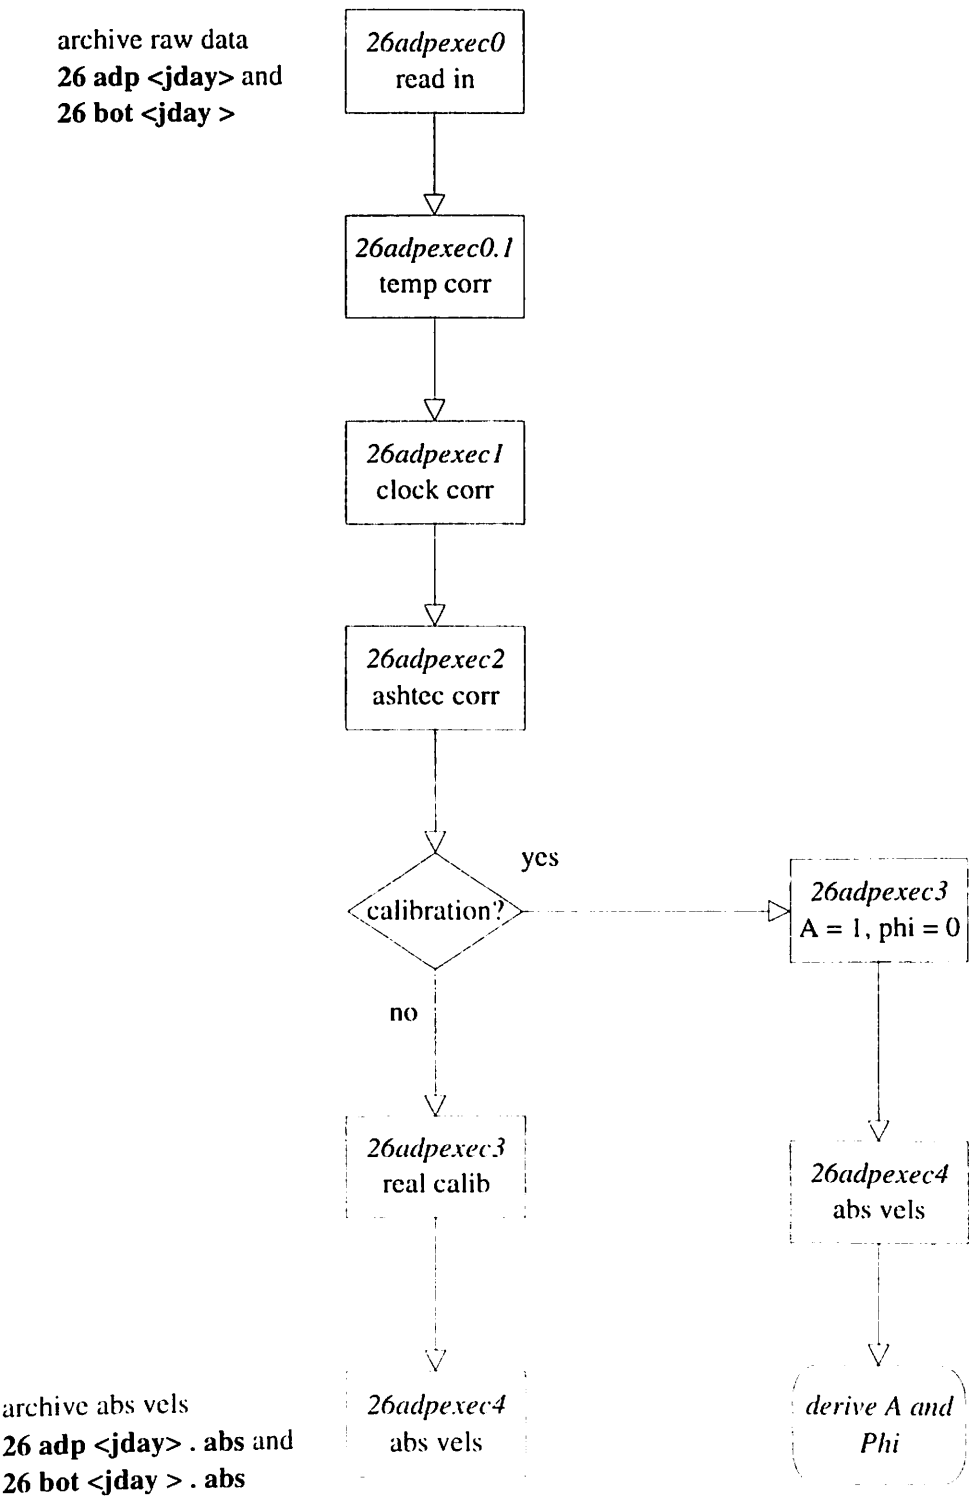 archive raw data
26 adp <jday> and
26 bot <jday >
26adpexec0
read in
26adpexec0.1
temp corr
26adpexec1
clock corr
26adpexec2
ashtec corr
calibration?
yes
26adpexec3
A = 1, phi = 0
no
26adpexec3
real calib
26adpexec4
abs vels
archive abs vels
26 adp <jday> . abs and
26 bot <jday > . abs
26adpexec4
abs vels
derive A and
Phi